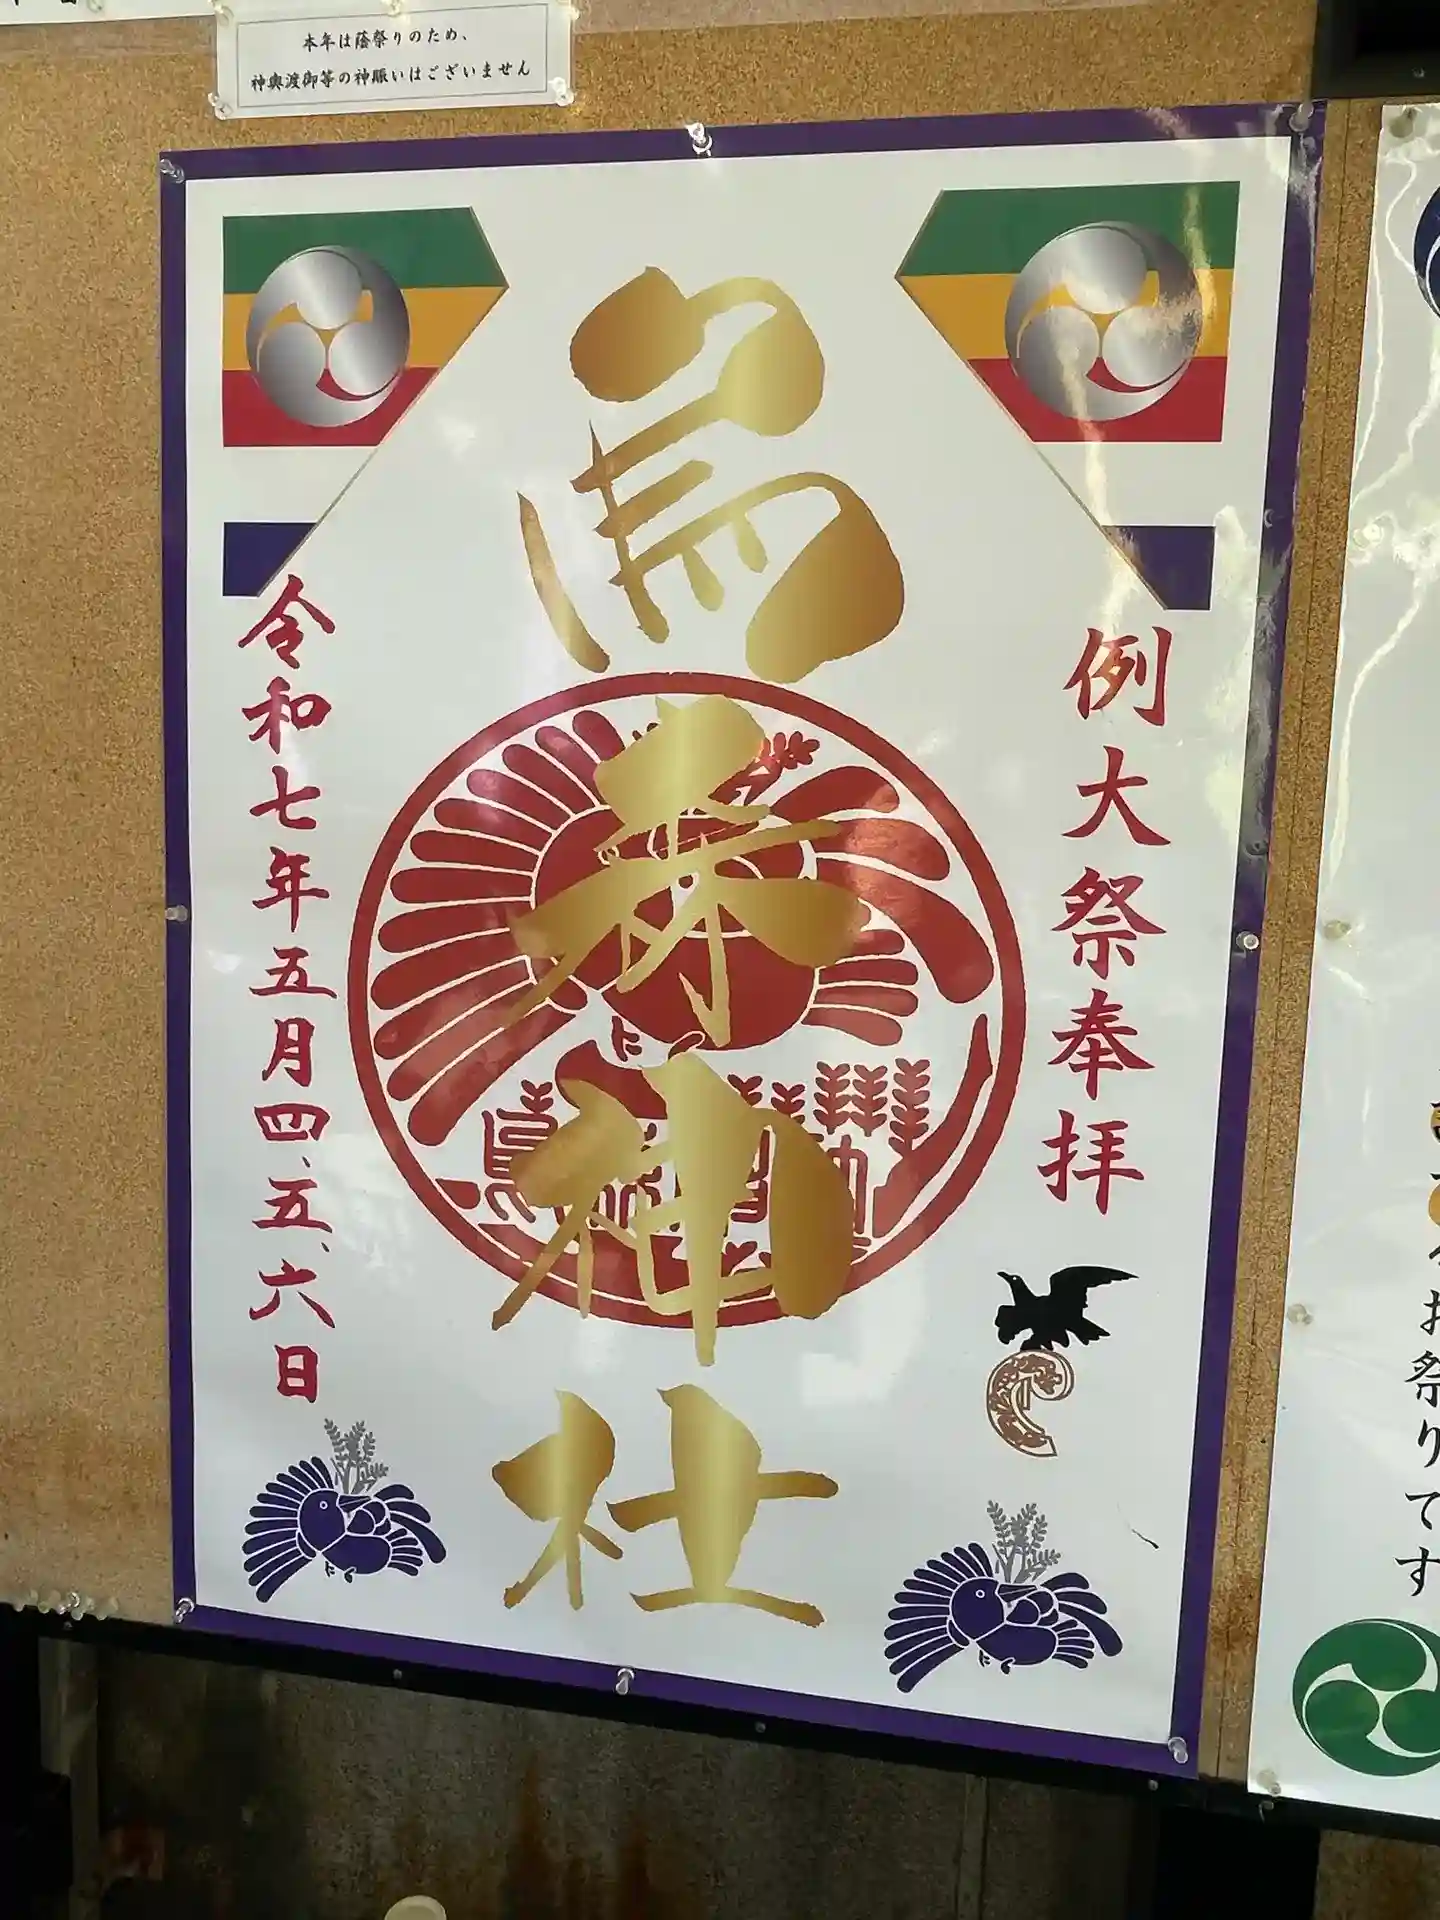 本年は蔭祭りのため、
神輿渡御等の神賑いはございません
例大祭奉拝
烏森神社
令和七年五月四、五、六日
お祭りです